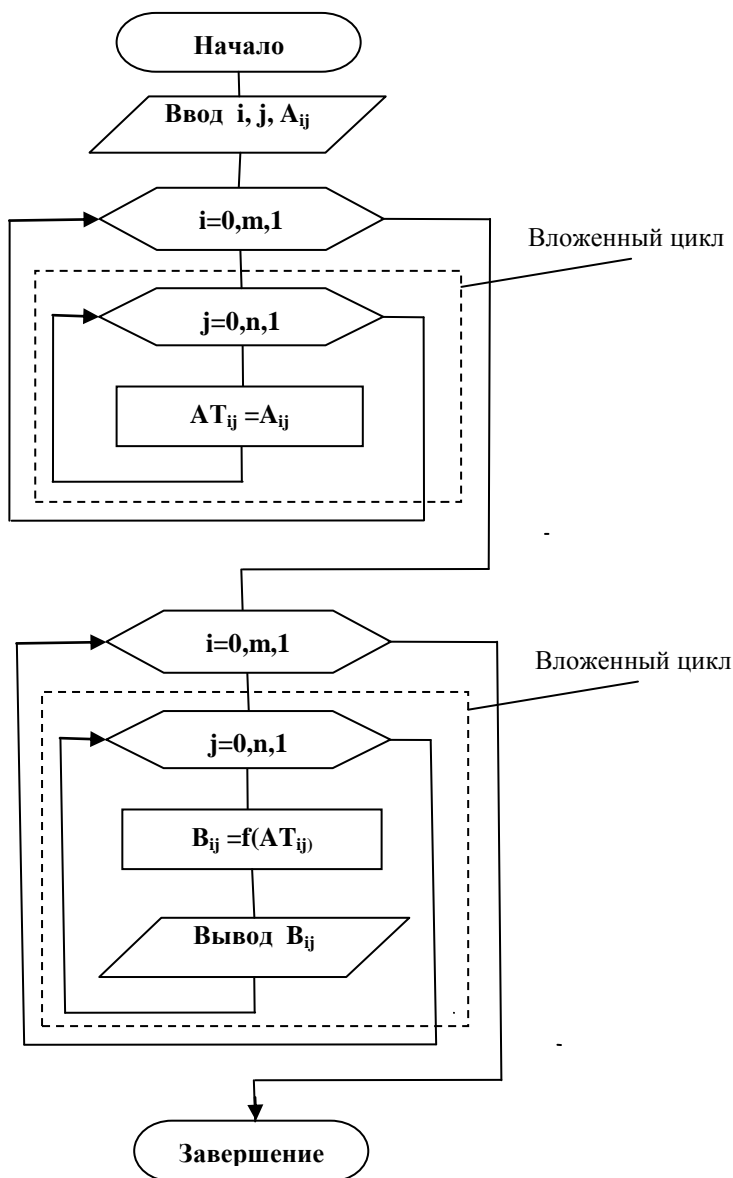 Начало
Ввод i, j, Aij
i=0,m,1
Вложенный цикл
j=0,n,1
ATij =Aij
i=0,m,1
Вложенный цикл
j=0,n,1
Bij =f(ATij)
Вывод Bij
Завершение